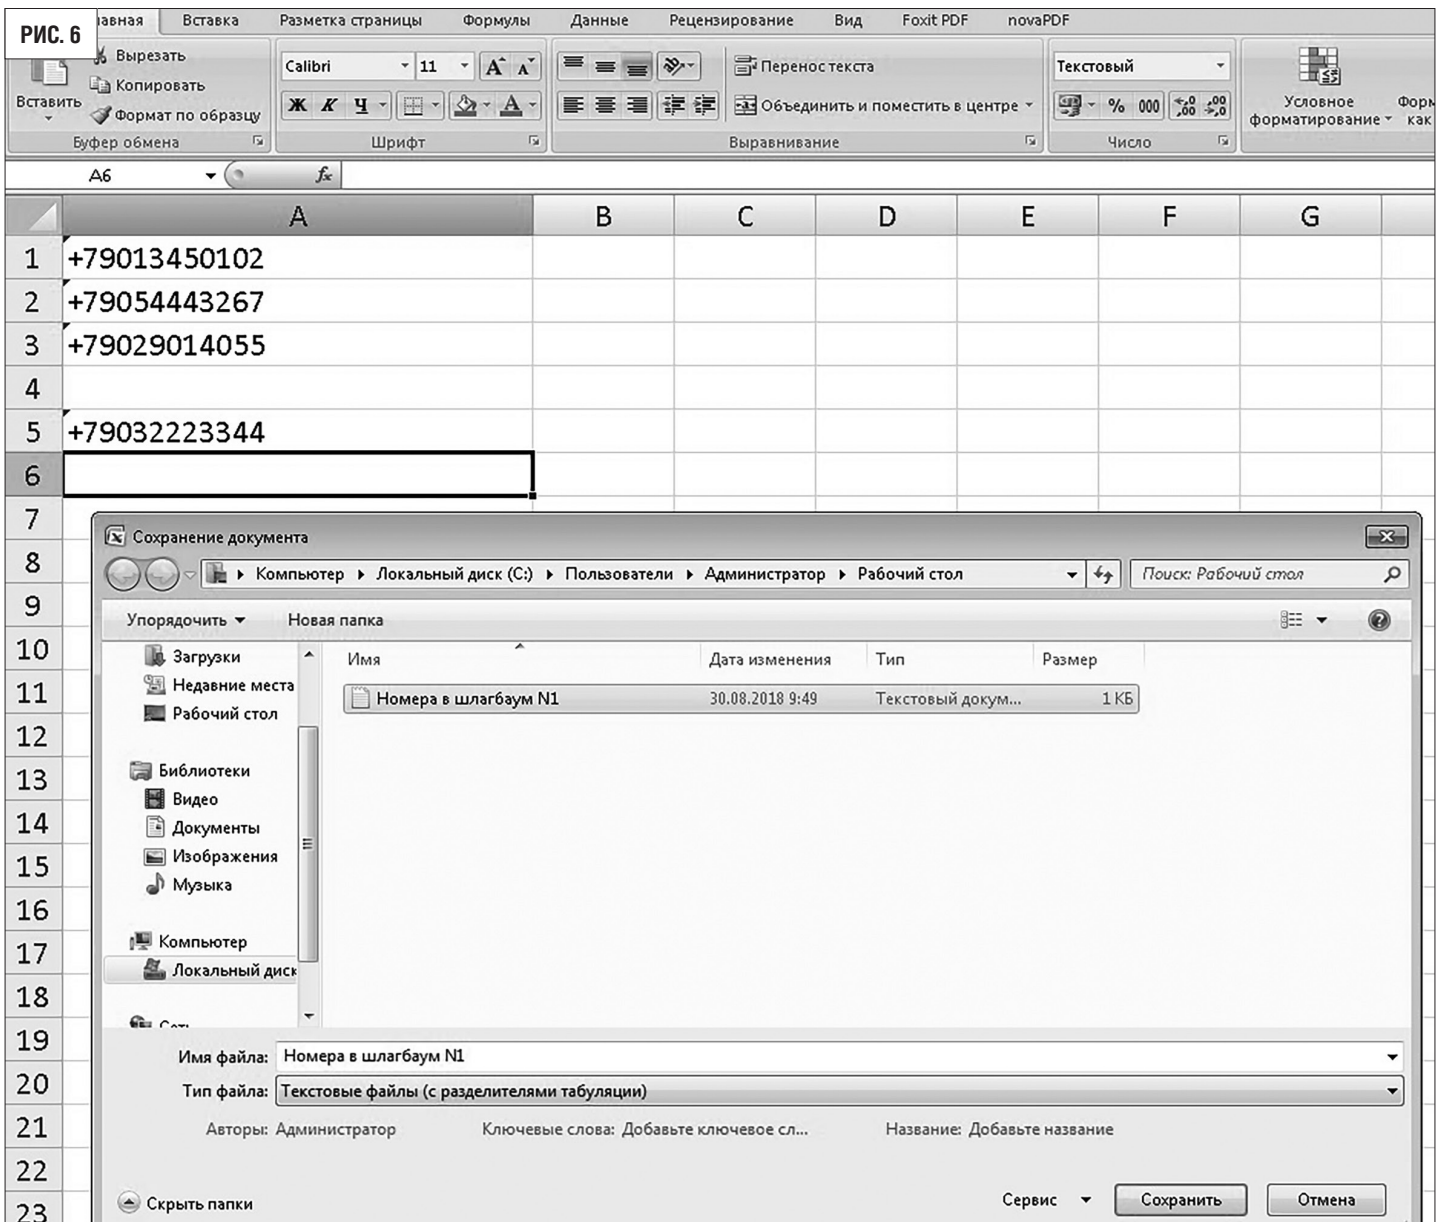 РИС. 6
лавная Вставка Разметка страницы Формулы Данные Рецензирование Вид Foxit PDF novaPDF
Вырезать
Копировать
Формат по образцу
Вставить
Буфер обмена
Calibri 11
Ж К Ч
Шрифт
Перенос текста
Объединить и поместить в центре
Выравнивание
Текстовый
% 000
Число
Условное форматирование
Форм
как
A6 fx
A B C D E F G
1 +79013450102
2 +79054443267
3 +79029014055
4
5 +79032223344
6
7
8
9
10
11
12
13
14
15
16
17
18
19
20
21
22
23
Сохранение документа
Компьютер Локальный диск (C:) Пользователи Администратор Рабочий стол
Поиск: Рабочий стол
Упорядочить Новая папка
Загрузки
Недавние места
Рабочий стол
Библиотеки
Видео
Документы
Изображения
Музыка
Компьютер
Локальный диск
Имя Дата изменения Тип Размер
Номера в шлагбаум N1 30.08.2018 9:49 Текстовый докум... 1 КБ
Имя файла: Номера в шлагбаум N1
Тип файла: Текстовые файлы (с разделителями табуляции)
Авторы: Администратор Ключевые слова: Добавьте ключевое сл... Название: Добавьте название
Скрыть папки Сервис Сохранить Отмена